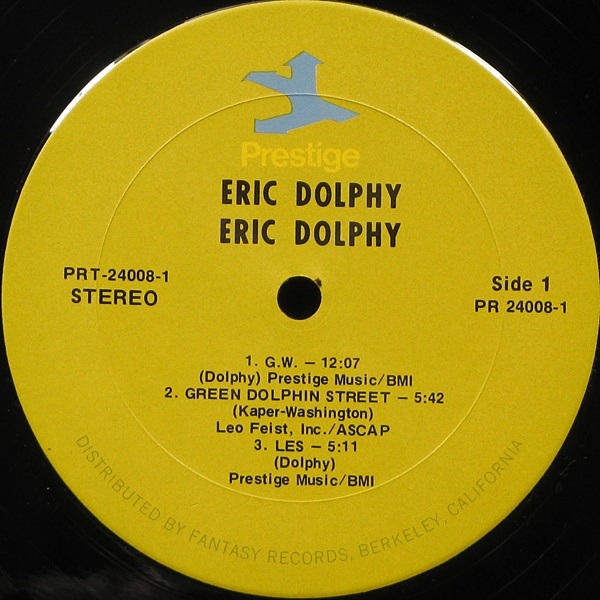 Prestige
ERIC DOLPHY
ERIC DOLPHY
PRT-24008-1
STEREO
Side 1
PR 24008-1
1. G.W. — 12:07
(Dolphy) Prestige Music/BMI
2. GREEN DOLPHIN STREET — 5:42
(Kaper-Washington)
Leo Feist, Inc./ASCAP
3. LES — 5:11
(Dolphy)
Prestige Music/BMI
DISTRIBUTED BY FANTASY RECORDS, BERKELEY, CALIFORNIA